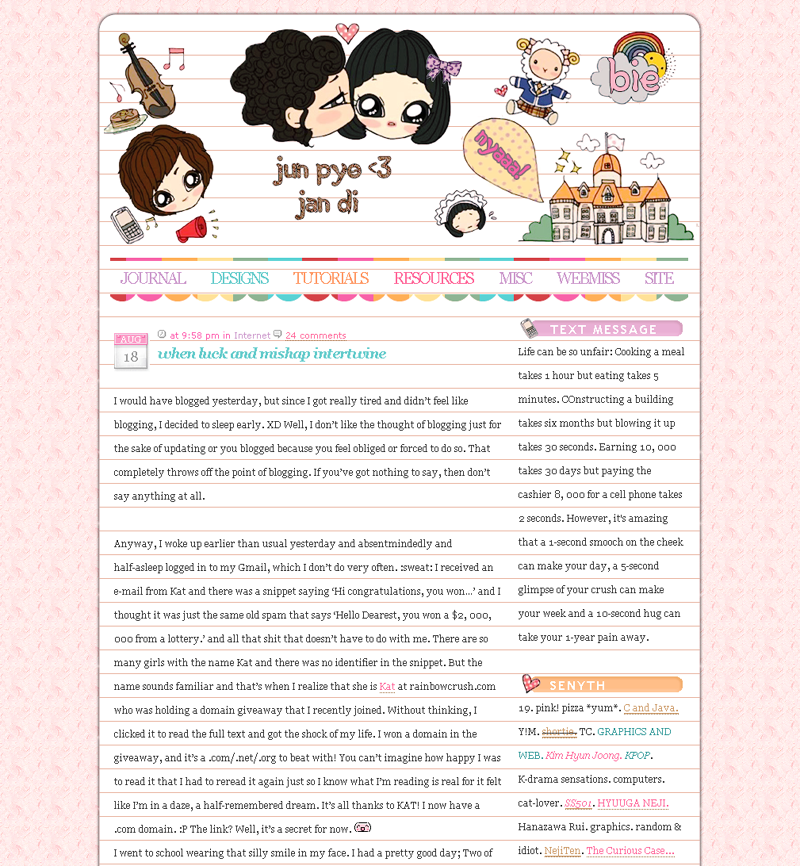 bie
nyaaa!
jun pyo <3
jan di
JOURNAL DESIGNS TUTORIALS RESOURCES MISC WEBMISS SITE
AUG
18
at 9:58 pm in Internet 24 comments
when luck and mishap intertwine
I would have blogged yesterday, but since I got really tired and didn't feel like
blogging, I decided to sleep early. XD Well, I don't like the thought of blogging just for
the sake of updating or you blogged because you feel obliged or forced to do so. That
completely throws off the point of blogging. If you've got nothing to say, then don't
say anything at all.
Anyway, I woke up earlier than usual yesterday and absentmindedly and
half-asleep logged in to my Gmail, which I don't do very often. :sweat: I received an
e-mail from Kat and there was a snippet saying 'Hi congratulations, you won…' and I
thought it was just the same old spam that says 'Hello Dearest, you won a $2, 000,
000 from a lottery.' and all that shit that doesn't have to do with me. There are so
many girls with the name Kat and there was no identifier in the snippet. But the
name sounds familiar and that's when I realize that she is Kat at rainbowcrush.com
who was holding a domain giveaway that I recently joined. Without thinking, I
clicked it to read the full text and got the shock of my life. I won a domain in the
giveaway, and it's a .com/.net/.org to beat with! You can't imagine how happy I was
to read it that I had to reread it again just so I know what I'm reading is real for it felt
like I'm in a daze, a half-remembered dream. It's all thanks to KAT! I now have a
.com domain. :P The link? Well, it's a secret for now.
I went to school wearing that silly smile in my face. I had a pretty good day; Two of
TEXT MESSAGE
Life can be so unfair: Cooking a meal
takes 1 hour but eating takes 5
minutes. COnstructing a building
takes six months but blowing it up
takes 30 seconds. Earning 10, 000
takes 30 days but paying the
cashier 8, 000 for a cell phone takes
2 seconds. However, it's amazing
that a 1-second smooch on the cheek
can make your day, a 5-second
glimpse of your crush can make
your week and a 10-second hug can
take your 1-year pain away.
SENYTH
19. pink! pizza *yum*. C and Java.
Y!M. shortie. TC. GRAPHICS AND
WEB. Kim Hyun Joong. KPOP.
K-drama sensations. computers.
cat-lover. SS501. HYUUGA NEJI.
Hanazawa Rui. graphics. random &
idiot. NejiTen. The Curious Case...